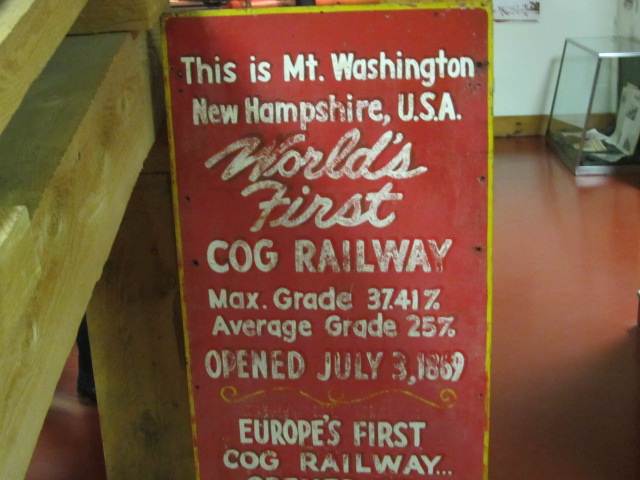 This is Mt. Washington
New Hampshire, U.S.A.
World's
First
COG RAILWAY
Max. Grade 37.41%
Average Grade 25%
OPENED JULY 3, 1869
EUROPE'S FIRST
COG RAILWAY...